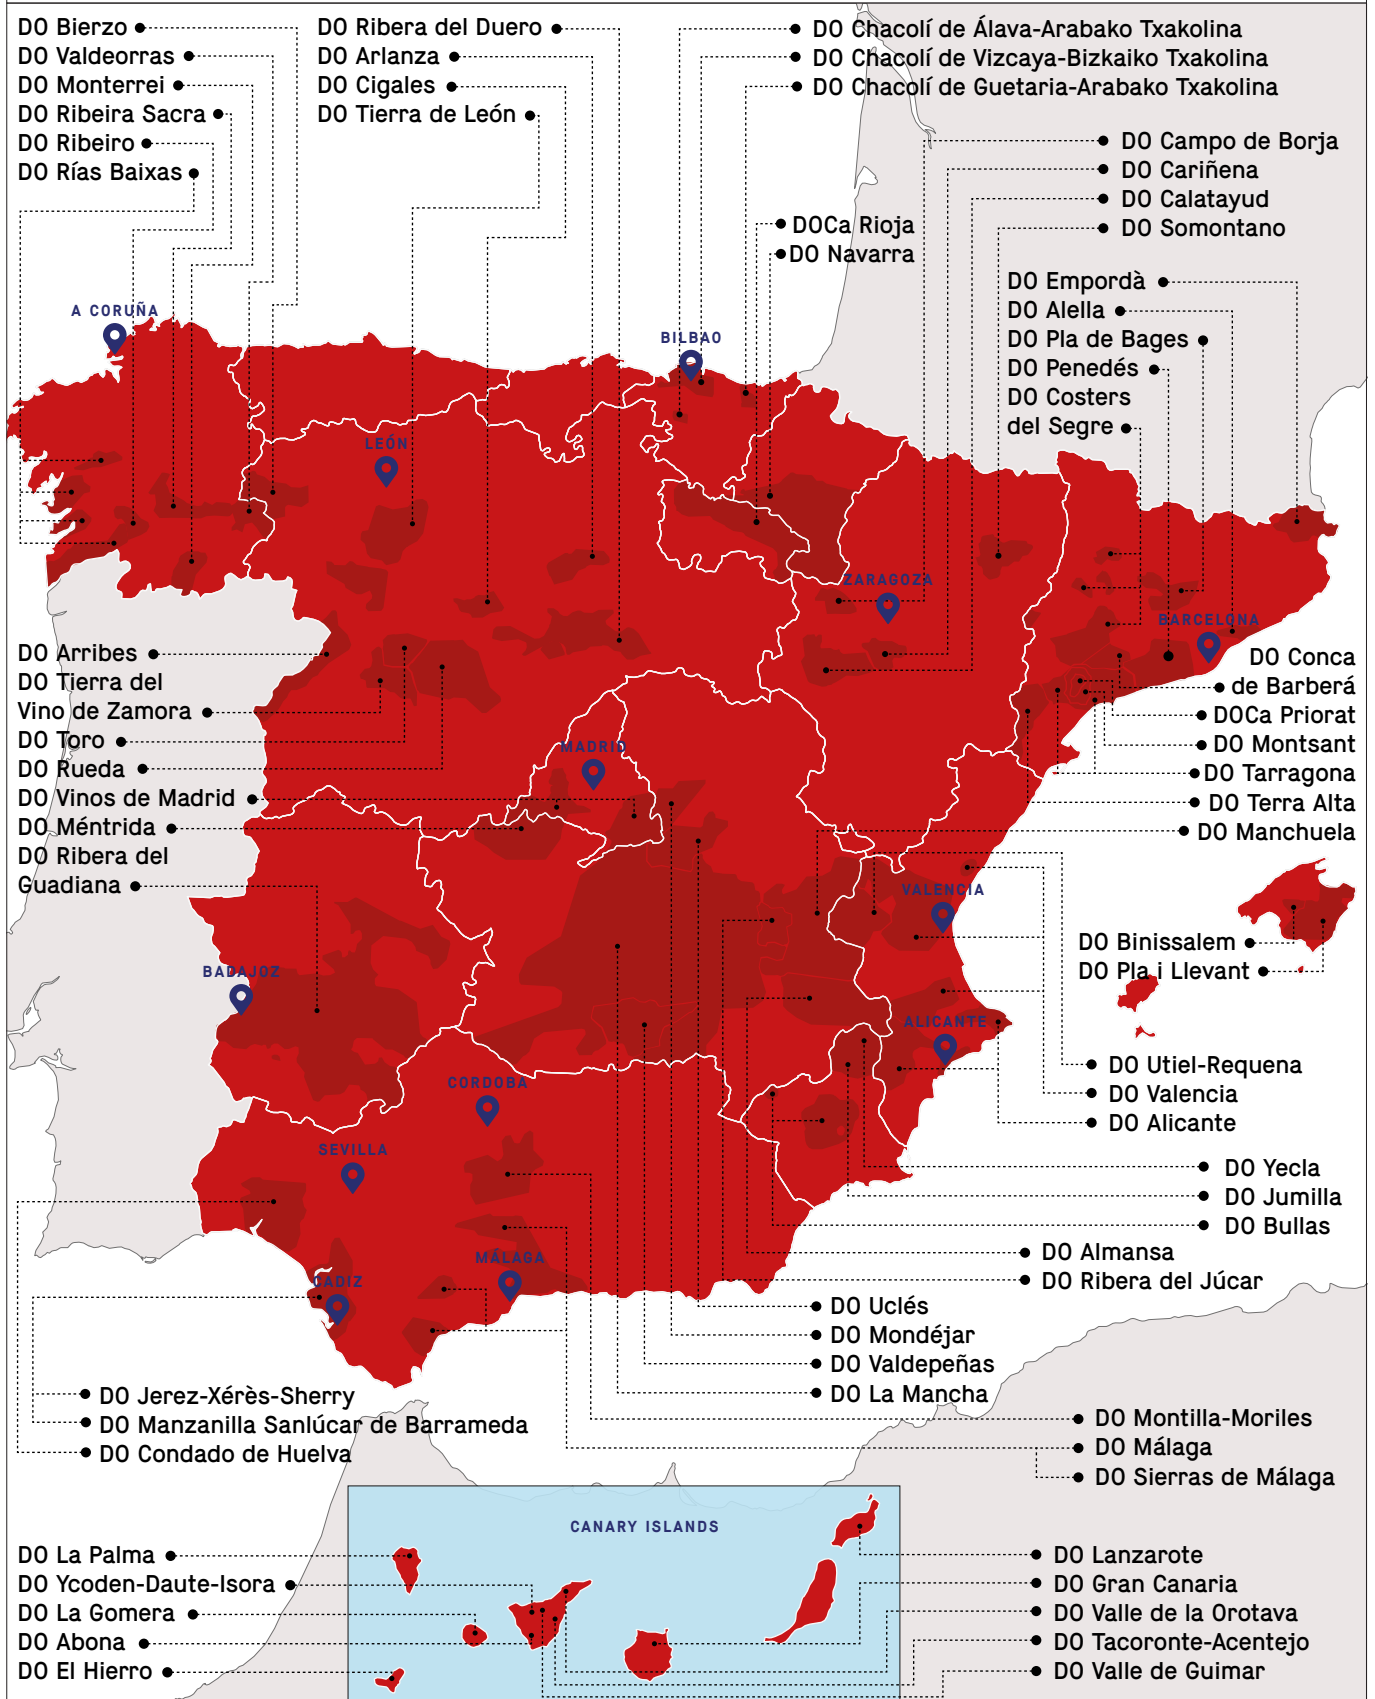 DO Bierzo
DO Valdeorras
DO Monterrei
DO Ribeira Sacra
DO Ribeiro
DO Rías Baixas
DO Ribera del Duero
DO Arlanza
DO Cigales
DO Tierra de León
DO Chacolí de Álava-Arabako Txakolina
DO Chacolí de Vizcaya-Bizkaiko Txakolina
DO Chacolí de Guetaria-Arabako Txakolina
DO Campo de Borja
DO Cariñena
DO Calatayud
DO Somontano
DOCa Rioja
DO Navarra
DO Empordà
DO Alella
DO Pla de Bages
DO Penedés
DO Costers
del Segre
A CORUÑA
BILBAO
LEÓN
ZARAGOZA
BARCELONA
DO Arribes
DO Tierra del
Vino de Zamora
DO Toro
DO Rueda
DO Vinos de Madrid
DO Méntrida
DO Ribera del
Guadiana
MADRID
DO Conca
de Barberá
DOCa Priorat
DO Montsant
DO Tarragona
DO Terra Alta
DO Manchuela
VALENCIA
DO Binissalem
DO Pla i Llevant
BADAJOZ
ALICANTE
DO Utiel-Requena
DO Valencia
DO Alicante
CORDOBA
SEVILLA
DO Yecla
DO Jumilla
DO Bullas
DO Almansa
DO Ribera del Júcar
MÁLAGA
CADIZ
DO Uclés
DO Mondéjar
DO Valdepeñas
DO La Mancha
DO Jerez-Xérès-Sherry
DO Manzanilla Sanlúcar de Barrameda
DO Condado de Huelva
DO Montilla-Moriles
DO Málaga
DO Sierras de Málaga
CANARY ISLANDS
DO La Palma
DO Ycoden-Daute-Isora
DO La Gomera
DO Abona
DO El Hierro
DO Lanzarote
DO Gran Canaria
DO Valle de la Orotava
DO Tacoronte-Acentejo
DO Valle de Guimar